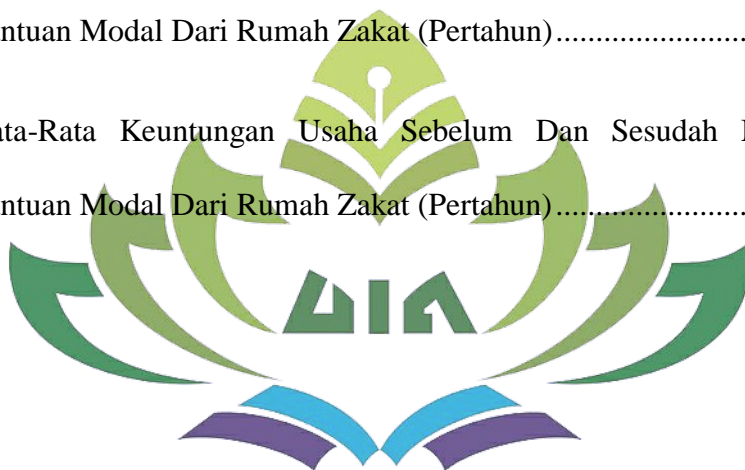 ntuan Modal Dari Rumah Zakat (Pertahun)............................
ata-Rata Keuntungan Usaha Sebelum Dan Sesudah
ntuan Modal Dari Rumah Zakat (Pertahun)............................
UIN